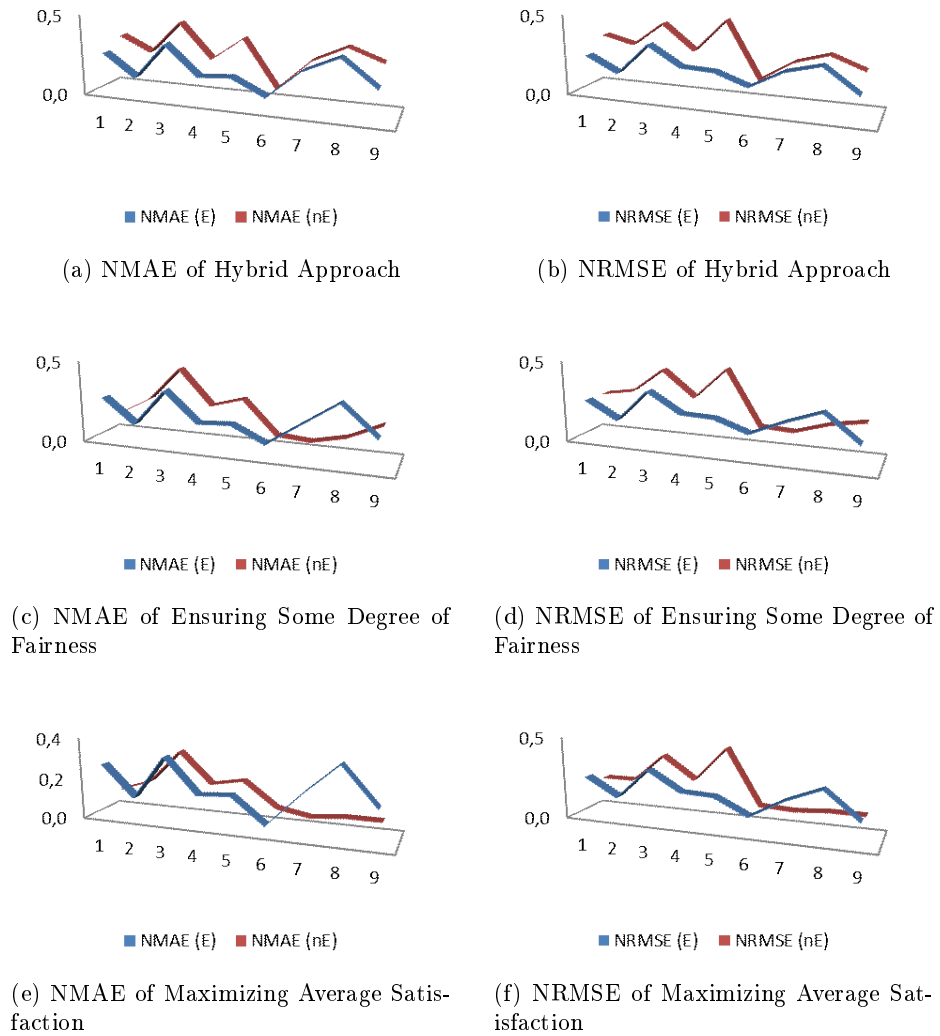 0,5
0,0
1 2 3 4 5 6 7 8 9
NMAE (E) NMAE (nE)
(a) NMAE of Hybrid Approach
0,5
0,0
1 2 3 4 5 6 7 8 9
NRMSE (E) NRMSE (nE)
(b) NRMSE of Hybrid Approach
0,5
0,0
1 2 3 4 5 6 7 8 9
NMAE (E) NMAE (nE)
(c) NMAE of Ensuring Some Degree of
Fairness
0,5
0,0
1 2 3 4 5 6 7 8 9
NRMSE (E) NRMSE (nE)
(d) NRMSE of Ensuring Some Degree of
Fairness
0,4
0,2
0,0
1 2 3 4 5 6 7 8 9
NMAE (E) NMAE (nE)
(e) NMAE of Maximizing Average Satis-
faction
0,5
0,0
1 2 3 4 5 6 7 8 9
NRMSE (E) NRMSE (nE)
(f) NRMSE of Maximizing Average Sat-
isfaction